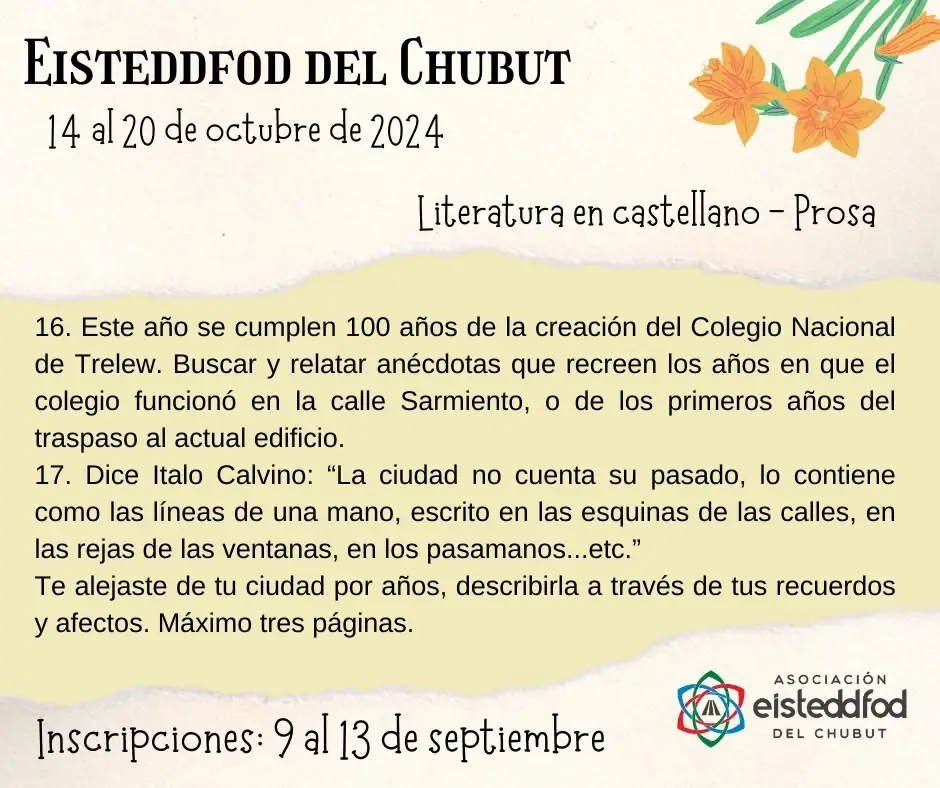 Eisteddfod del Chubut
14 al 20 de octubre de 2024
Literatura en castellano - Prosa
16. Este año se cumplen 100 años de la creación del Colegio Nacional
de Trelew. Buscar y relatar anécdotas que recreen los años en que el
colegio funcionó en la calle Sarmiento, o de los primeros años del
traspaso al actual edificio.
17. Dice Italo Calvino: “La ciudad no cuenta su pasado, lo contiene
como las líneas de una mano, escrito en las esquinas de las calles, en
las rejas de las ventanas, en los pasamanos...etc.”
Te alejaste de tu ciudad por años, describirla a través de tus recuerdos
y afectos. Máximo tres páginas.
Inscripciones: 9 al 13 de septiembre
ASOCIACIÓN
eisteddfod
DEL CHUBUT